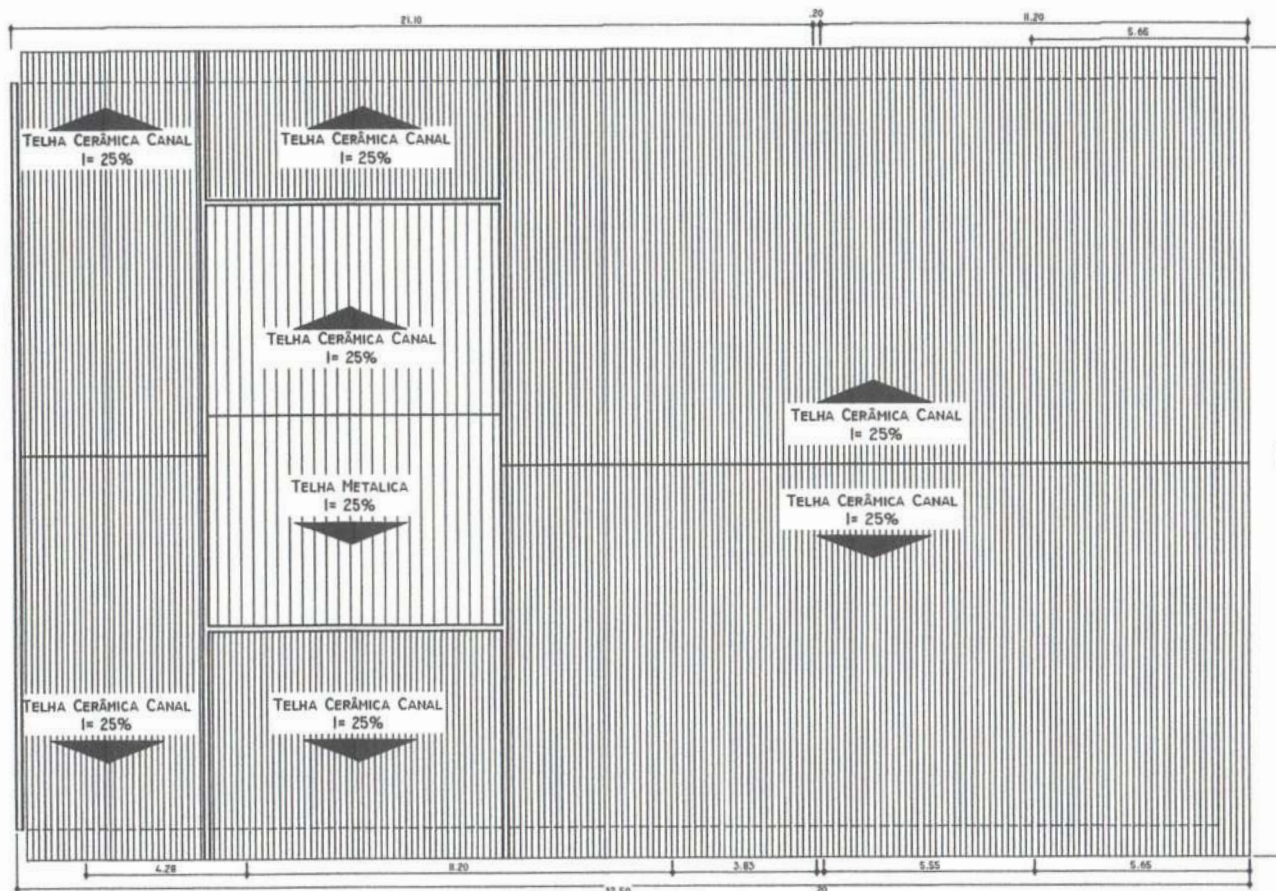 21.10
.20
11.20
5.65
TELHA CERÂMICA CANAL
I= 25%
TELHA CERÂMICA CANAL
I= 25%
TELHA CERÂMICA CANAL
I= 25%
TELHA CERÂMICA CANAL
I= 25%
TELHA METALICA
I= 25%
TELHA CERÂMICA CANAL
I= 25%
TELHA CERÂMICA CANAL
I= 25%
TELHA CERÂMICA CANAL
I= 25%
4.28
11.20
3.83
5.55
5.65
.20